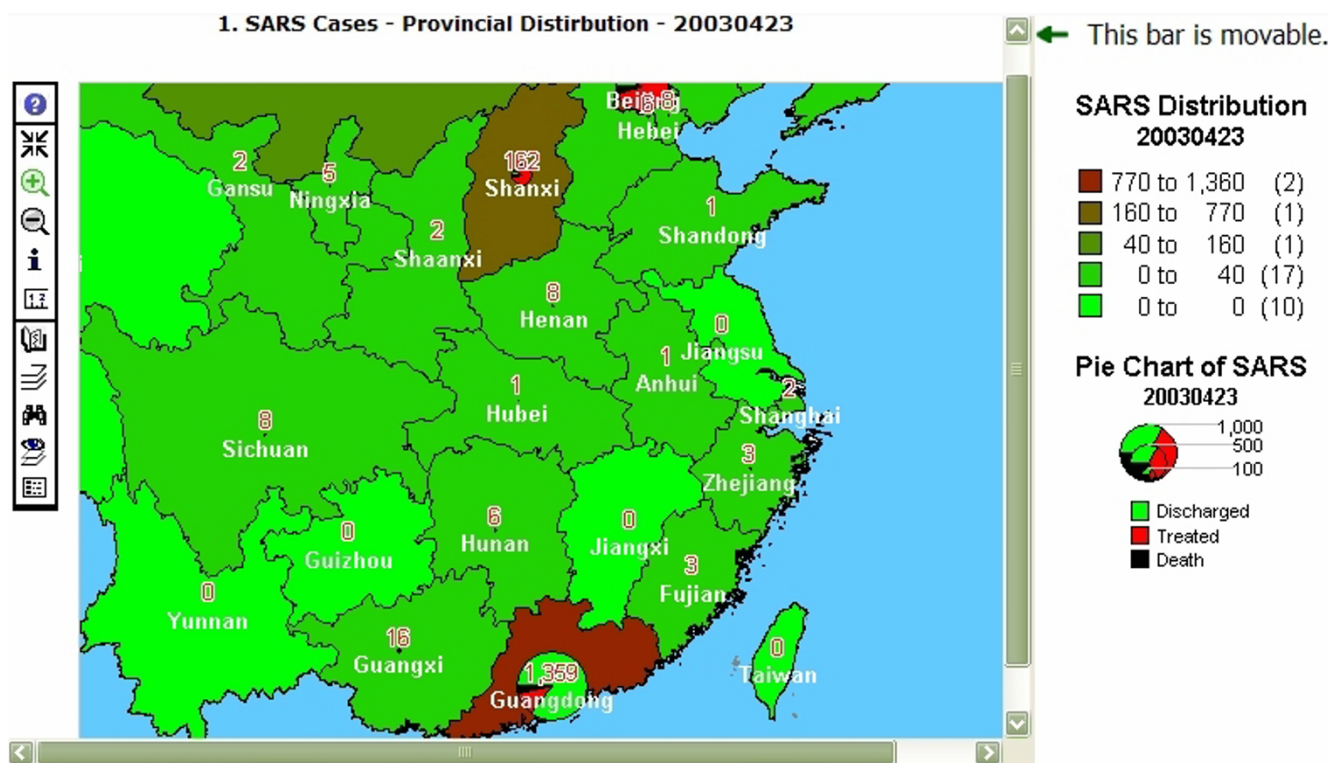 1. SARS Cases - Provincial Distirbution - 20030423
This bar is movable.
SARS Distribution
20030423
770 to 1,360 (2)
160 to 770 (1)
40 to 160 (1)
0 to 40 (17)
0 to 0 (10)
Pie Chart of SARS
20030423
1,000
500
100
Discharged
Treated
Death
Beijing
Hebei
2
Gansu
5
Ningxia
162
Shanxi
2
Shaanxi
1
Shandong
8
Henan
0
Jiangsu
1
Anhui
2
Shanghai
1
Hubei
8
Sichuan
3
Zhejiang
6
Hunan
0
Jiangxi
0
Guizhou
3
Fujian
0
Yunnan
16
Guangxi
1,359
Guangdong
0
Taiwan